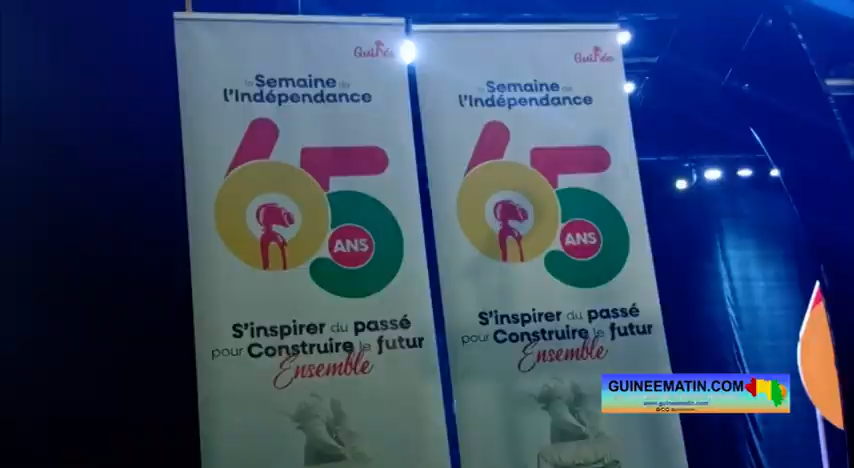 Guinée
la Semaine de
l'Indépendance
65
ANS
S'inspirer du passé
pour Construire le futur
Ensemble
Guinée
la Semaine de
l'Indépendance
65
ANS
S'inspirer du passé
pour Construire le futur
Ensemble
GUINEEMATIN.COM
www.guineematin.com